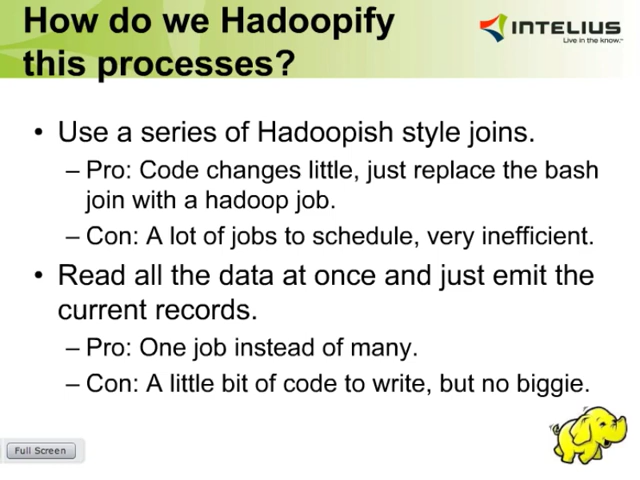 How do we Hadoopify
this processes?
INTELIUS
Live in the know.™
• Use a series of Hadoopish style joins.
– Pro: Code changes little, just replace the bash
join with a hadoop job.
– Con: A lot of jobs to schedule, very inefficient.
• Read all the data at once and just emit the
current records.
– Pro: One job instead of many.
– Con: A little bit of code to write, but no biggie.
Full Screen